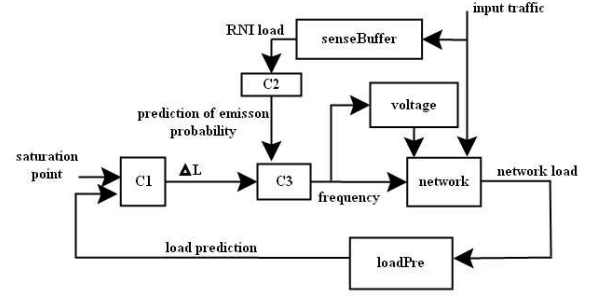 input traffic
RNI load
senseBuffer
C2
voltage
prediction of emisson
probability
saturation
point
C1
ΔL
C3
frequency
network
network load
load prediction
loadPre